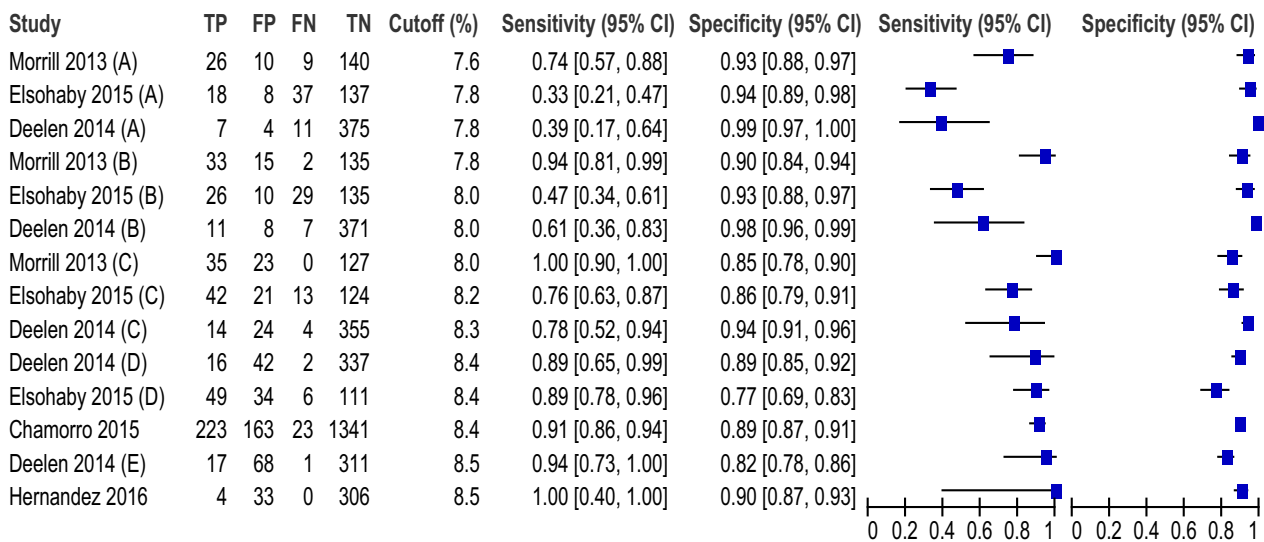 Study TP FP FN TN Cutoff (%) Sensitivity (95% CI) Specificity (95% CI) Sensitivity (95% CI) Specificity (95% CI)
Morrill 2013 (A) 26 10 9 140 7.6 0.74 [0.57, 0.88] 0.93 [0.88, 0.97]
Elsohaby 2015 (A) 18 8 37 137 7.8 0.33 [0.21, 0.47] 0.94 [0.89, 0.98]
Deelen 2014 (A) 7 4 11 375 7.8 0.39 [0.17, 0.64] 0.99 [0.97, 1.00]
Morrill 2013 (B) 33 15 2 135 7.8 0.94 [0.81, 0.99] 0.90 [0.84, 0.94]
Elsohaby 2015 (B) 26 10 29 135 8.0 0.47 [0.34, 0.61] 0.93 [0.88, 0.97]
Deelen 2014 (B) 11 8 7 371 8.0 0.61 [0.36, 0.83] 0.98 [0.96, 0.99]
Morrill 2013 (C) 35 23 0 127 8.0 1.00 [0.90, 1.00] 0.85 [0.78, 0.90]
Elsohaby 2015 (C) 42 21 13 124 8.2 0.76 [0.63, 0.87] 0.86 [0.79, 0.91]
Deelen 2014 (C) 14 24 4 355 8.3 0.78 [0.52, 0.94] 0.94 [0.91, 0.96]
Deelen 2014 (D) 16 42 2 337 8.4 0.89 [0.65, 0.99] 0.89 [0.85, 0.92]
Elsohaby 2015 (D) 49 34 6 111 8.4 0.89 [0.78, 0.96] 0.77 [0.69, 0.83]
Chamorro 2015 223 163 23 1341 8.4 0.91 [0.86, 0.94] 0.89 [0.87, 0.91]
Deelen 2014 (E) 17 68 1 311 8.5 0.94 [0.73, 1.00] 0.82 [0.78, 0.86]
Hernandez 2016 4 33 0 306 8.5 1.00 [0.40, 1.00] 0.90 [0.87, 0.93]
0 0.2 0.4 0.6 0.8 1 0 0.2 0.4 0.6 0.8 1